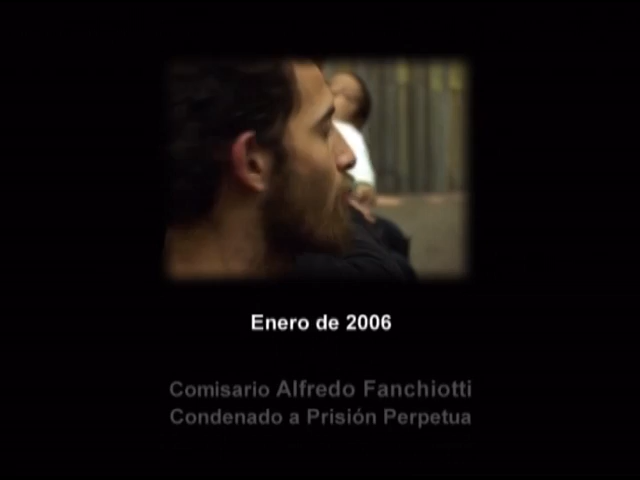 Enero de 2006
Comisario Alfredo Fanchiotti
Condenado a Prisión Perpetua